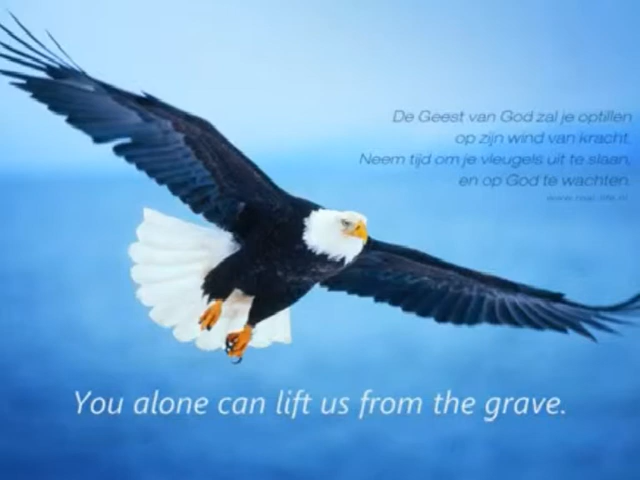 De Geest van God zal je optillen
op zijn wind van kracht.
Neem tijd om je vleugels uit te slaan,
en op God te wachten.
You alone can lift us from the grave.